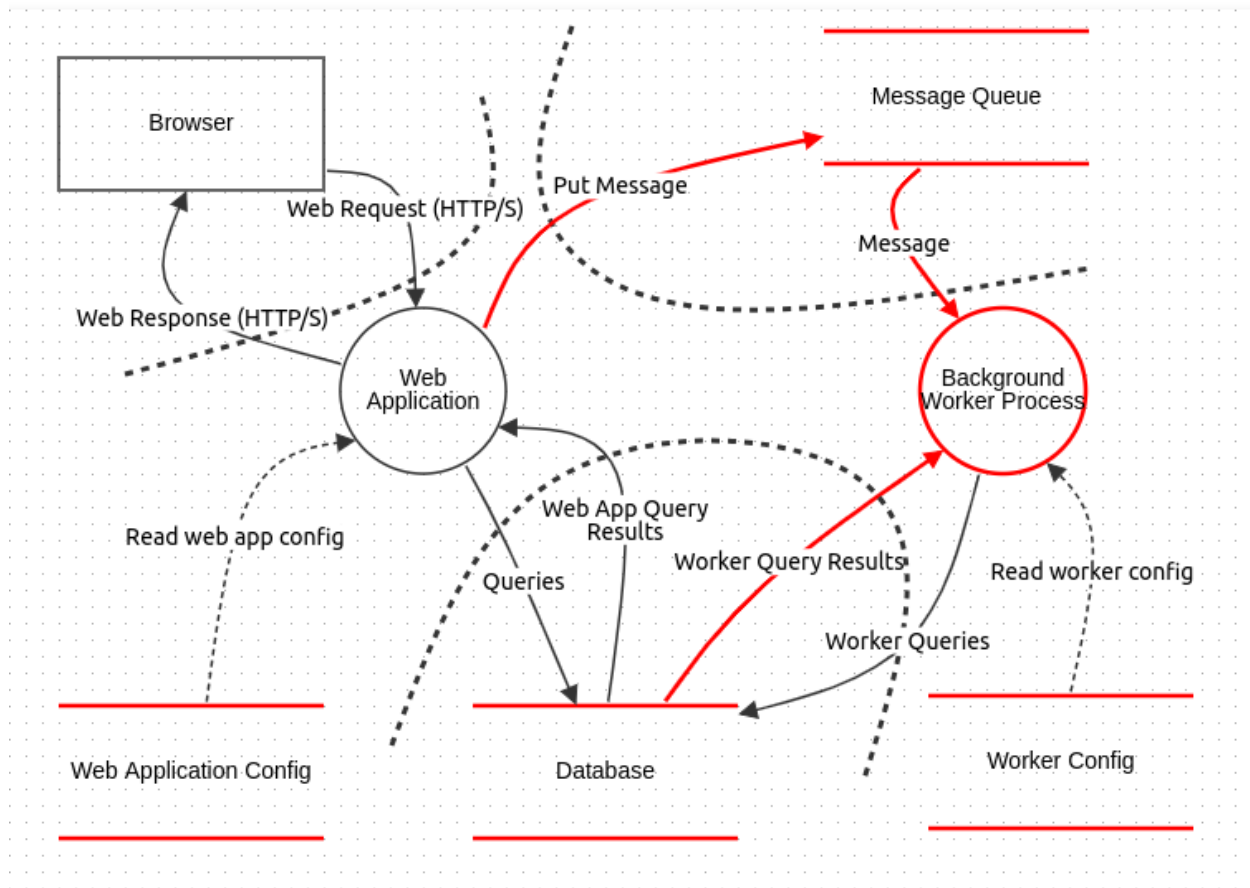 Browser
Message Queue
Put Message
Web Request (HTTP/S)
Message
Web Response (HTTP/S)
Web
Application
Background
Worker Process
Web App Query
Results
Read web app config
Worker Query Results
Read worker config
Queries
Worker Queries
Web Application Config
Database
Worker Config